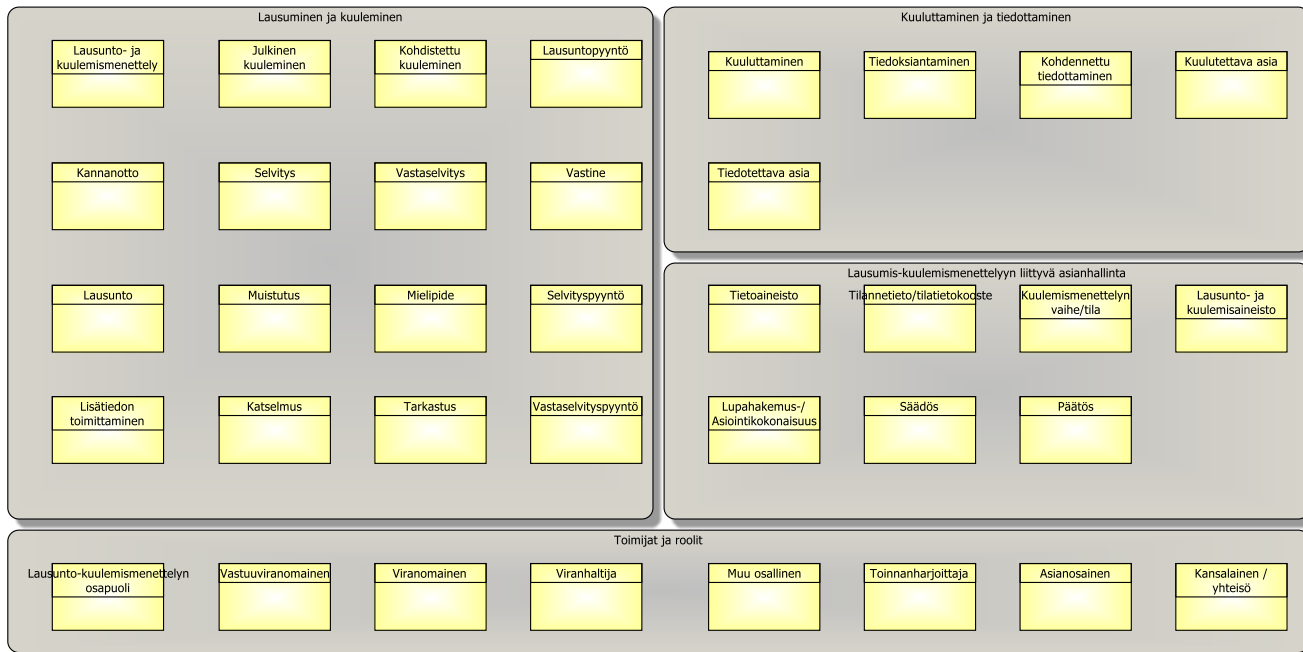 Lausuminen ja kuuleminen
Lausunto- ja
kuulemismenettely
Julkinen
kuuleminen
Kohdistettu
kuuleminen
Lausuntopyyntö
Kannanotto
Selvitys
Vastaselvitys
Vastine
Lausunto
Muistutus
Mielipide
Selvityspyyntö
Lisätiedon
toimittaminen
Katselmus
Tarkastus
Vastaselvityspyyntö
Kuuluttaminen ja tiedottaminen
Kuuluttaminen
Tiedoksiantaminen
Kohdennettu
tiedottaminen
Kuulutettava asia
Tiedotettava asia
Lausumis-kuulemismenettelyyn liittyvä asianhallinta
Tietoaineisto
Tilannetieto/tilatietokooste
Kuulemismenettelyn
vaihe/tila
Lausunto- ja
kuulemisaineisto
Lupahakemus-/
Asiointikokonaisuus
Säädös
Päätös
Toimijat ja roolit
Lausunto-kuulemismenettelyn
osapuoli
Vastuuviranomainen
Viranomainen
Viranhaltija
Muu osallinen
Toinnanharjoittaja
Asianosainen
Kansalainen /
yhteisö